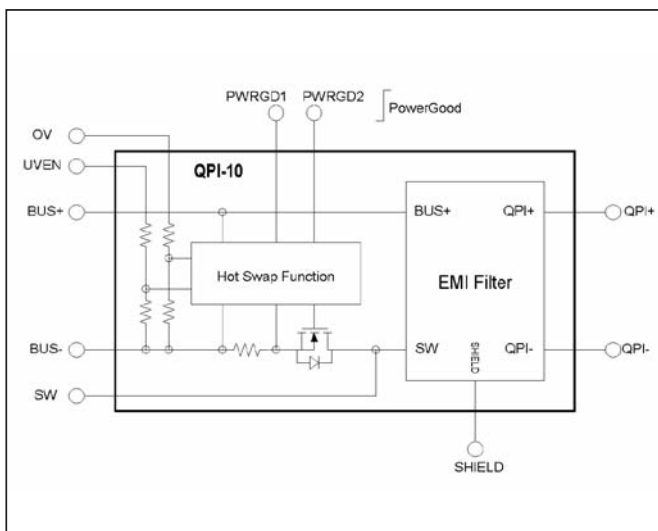 PWRGD1 PWRGD2
PowerGood
OV
UVEN
QPI-10
BUS+
BUS+ QPI+
QPI+
Hot Swap Function
EMI Filter
BUS-
SW
SHIELD
QPI-
QPI-
SW
SHIELD